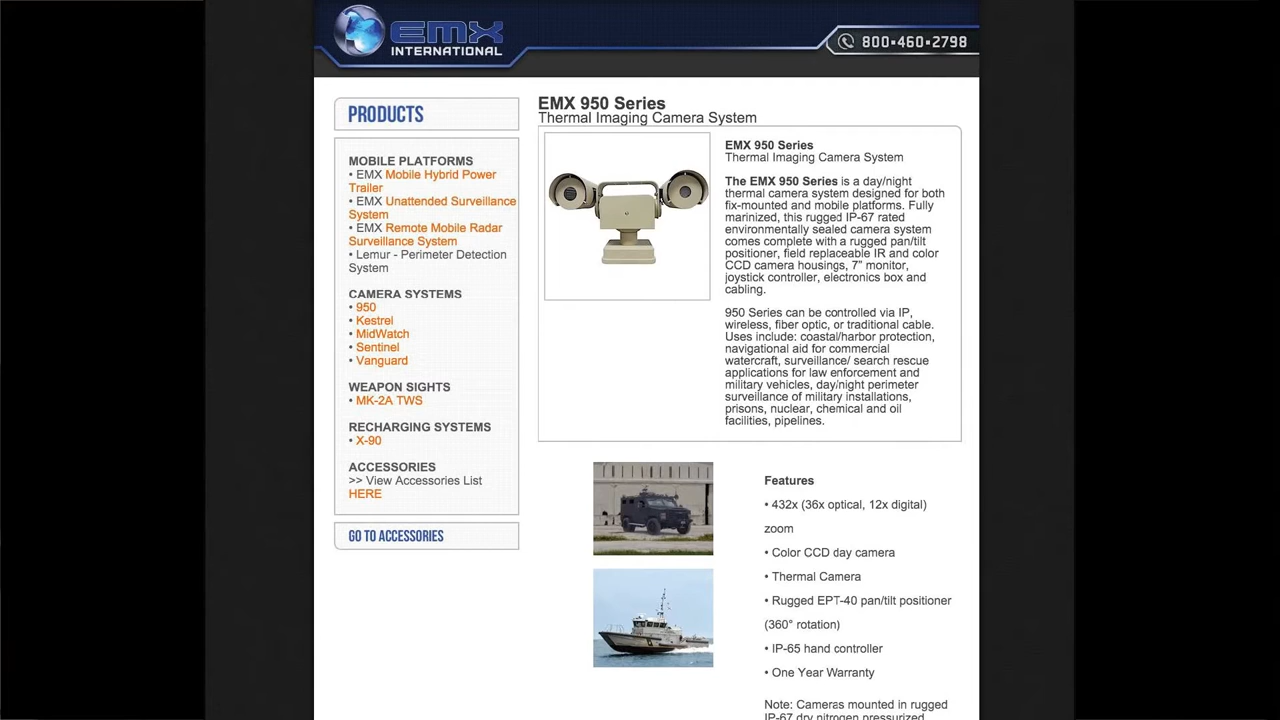 EMX
INTERNATIONAL
800-460-2798
PRODUCTS
MOBILE PLATFORMS
• EMX Mobile Hybrid Power
Trailer
• EMX Unattended Surveillance
System
• EMX Remote Mobile Radar
Surveillance System
• Lemur - Perimeter Detection
System
CAMERA SYSTEMS
• 950
• Kestrel
• MidWatch
• Sentinel
• Vanguard
WEAPON SIGHTS
• MK-2A TWS
RECHARGING SYSTEMS
• X-90
ACCESSORIES
>> View Accessories List
HERE
GO TO ACCESSORIES
EMX 950 Series
Thermal Imaging Camera System
EMX 950 Series
Thermal Imaging Camera System
The EMX 950 Series is a day/night
thermal camera system designed for both
fix-mounted and mobile platforms. Fully
marinized, this rugged IP-67 rated
environmentally sealed camera system
comes complete with a rugged pan/tilt
positioner, field replaceable IR and color
CCD camera housings, 7” monitor,
joystick controller, electronics box and
cabling.
950 Series can be controlled via IP,
wireless, fiber optic, or traditional cable.
Uses include: coastal/harbor protection,
navigational aid for commercial
watercraft, surveillance/ search rescue
applications for law enforcement and
military vehicles, day/night perimeter
surveillance of military installations,
prisons, nuclear, chemical and oil
facilities, pipelines.
Features
• 432x (36x optical, 12x digital)
zoom
• Color CCD day camera
• Thermal Camera
• Rugged EPT-40 pan/tilt positioner
(360° rotation)
• IP-65 hand controller
• One Year Warranty
Note: Cameras mounted in rugged
IP-67 dry nitrogen pressurized